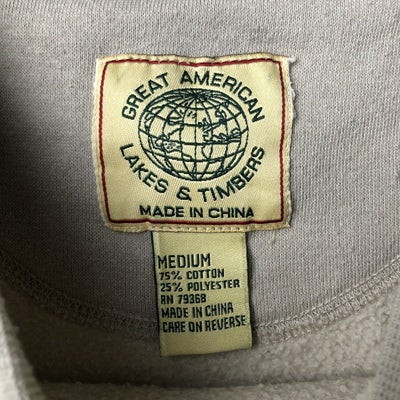 GREAT AMERICAN
LAKES & TIMBERS
MADE IN CHINA
MEDIUM
75% COTTON
25% POLYESTER
RN 79368
MADE IN CHINA
CARE ON REVERSE